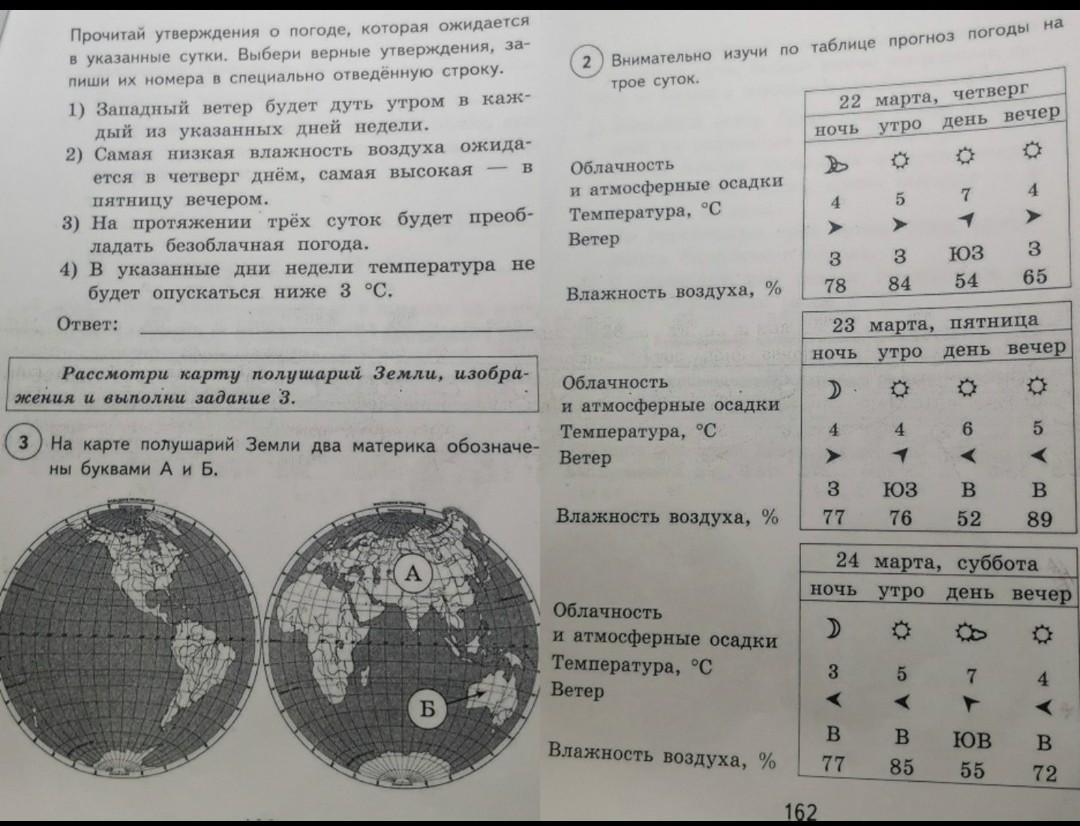 Прочитай утверждения о погоде, которая ожидается
в указанные сутки. Выбери верные утверждения, за-
пиши их номера в специально отведённую строку.
1) Западный ветер будет дуть утром в каж-
дый из указанных дней недели.
2) Самая низкая влажность воздуха ожида-
ется в четверг днём, самая высокая — в
пятницу вечером.
3) На протяжении трёх суток будет преоб-
ладать безоблачная погода.
4) В указанные дни недели температура не
будет опускаться ниже 3 °С.
Ответ:
Рассмотри карту полушарий Земли, изобра-
жения и выполни задание 3.
3 На карте полушарий Земли два материка обозначе-
ны буквами А и Б.
А
Б
2 Внимательно изучи по таблице прогноз погоды на
трое суток.
22 марта, четверг
ночь утро день вечер
Облачность
и атмосферные осадки
Температура, °С 4 5 7 4
Ветер
З З ЮЗ З
Влажность воздуха, % 78 84 54 65
23 марта, пятница
ночь утро день вечер
Облачность
и атмосферные осадки
Температура, °С 4 4 6 5
Ветер
З ЮЗ В В
Влажность воздуха, % 77 76 52 89
24 марта, суббота
ночь утро день вечер
Облачность
и атмосферные осадки
Температура, °С 3 5 7 4
Ветер
В В ЮВ В
Влажность воздуха, % 77 85 55 72
162